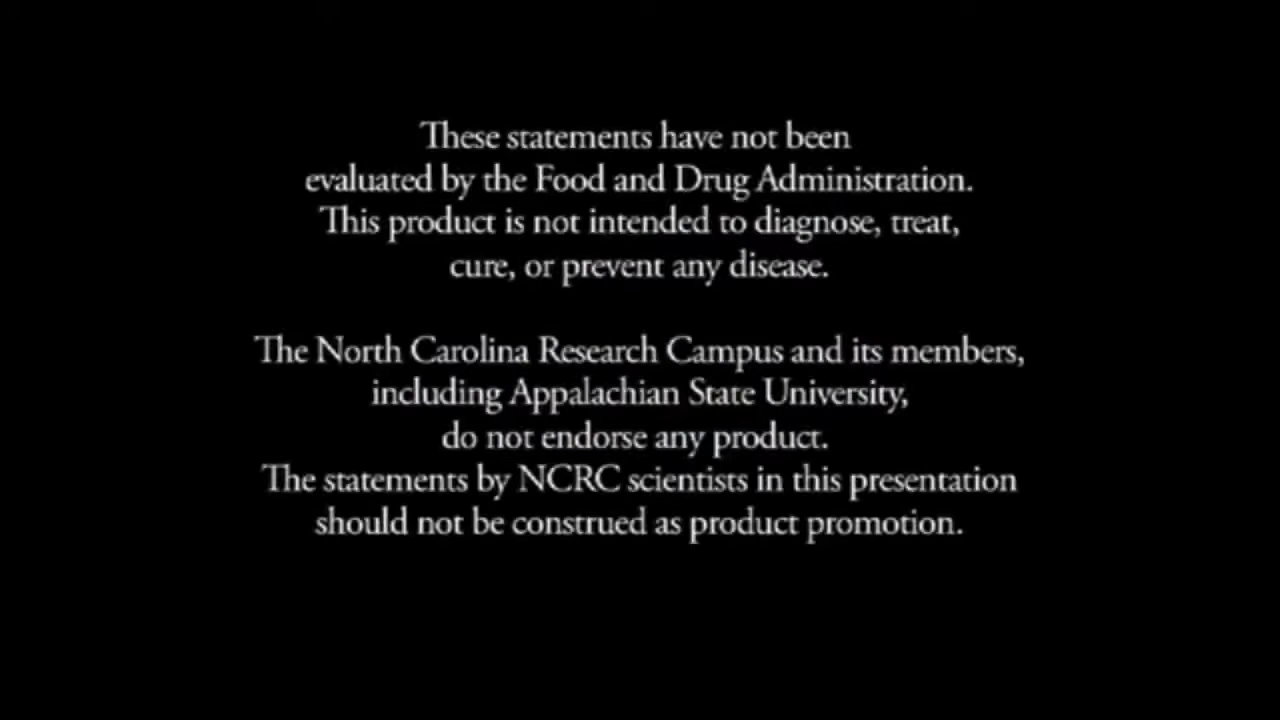 These statements have not been
evaluated by the Food and Drug Administration.
This product is not intended to diagnose, treat,
cure, or prevent any disease.
The North Carolina Research Campus and its members,
including Appalachian State University,
do not endorse any product.
The statements by NCRC scientists in this presentation
should not be construed as product promotion.